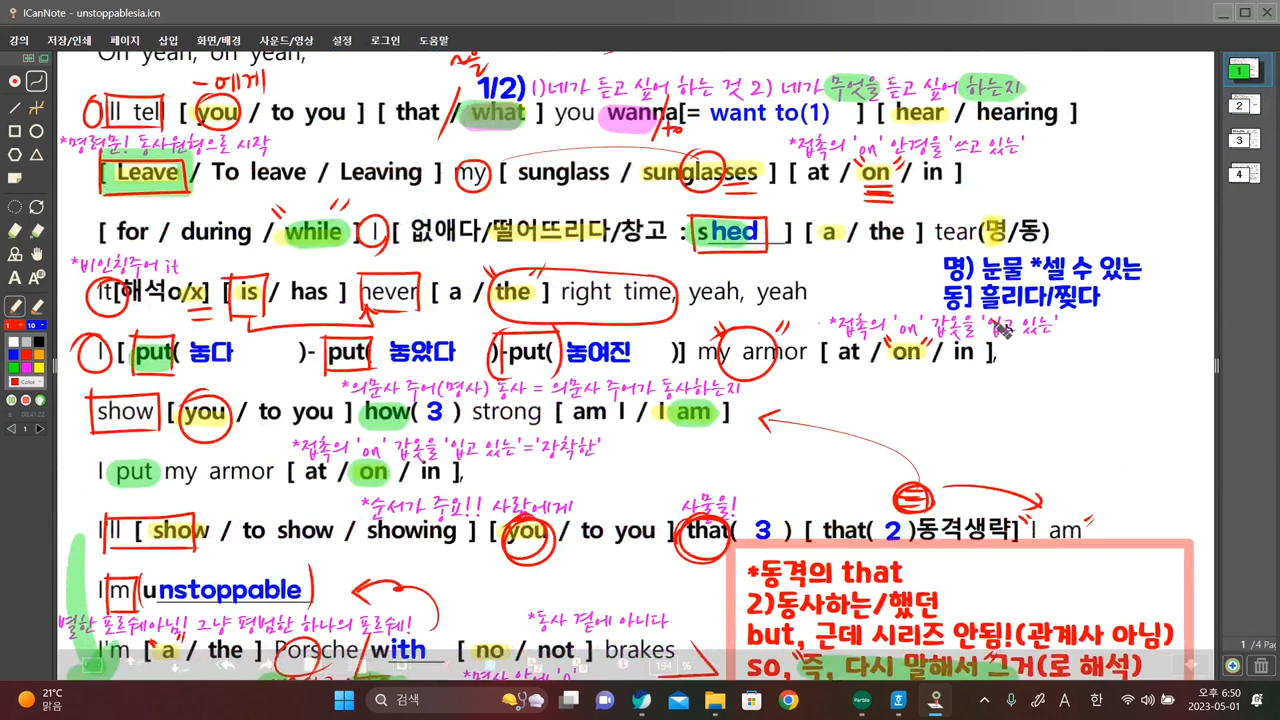 ICanNote - unstoppablesia.icn
강의 저장/인쇄 페이지 삽입 화면/배경 사운드/영상 설정 로그인 도움말
Oh yeah, oh yeah,
-에게
1/2) 1)네가 듣고 싶어 하는 것 2) 네가 무엇을 듣고 싶어 하는지
I'll tell [ you / to you ] [ that / what ] you wanna[= want to(1) ] [ hear / hearing ]
to
*명령문! 동사원형으로 시작
*접촉의 'on' 안경을 '쓰고 있는'
[ Leave / To leave / Leaving ] my [ sunglass / sunglasses ] [ at / on / in ]
[ for / during / while ] I [ 없애다/떨어뜨리다/창고 : shed ] [ a / the ] tear(명/동)
*비인칭주어 it
명) 눈물 *셀 수 있는
It[해석o/x] [ is / has ] never [ a / the ] right time, yeah, yeah
동] 흘리다/찢다
*접촉의 'on' 갑옷을 '입고 있는'
I [ put( 놓다 )- put( 놓았다 )-put( 놓여진 )] my armor [ at / on / in ],
*의문사 주어(명사) 동사 = 의문사 주어가 동사하는지
show [ you / to you ] how( 3 ) strong [ am I / I am ]
*접촉의 'on' 갑옷을 '입고 있는'='장착한'
I put my armor [ at / on / in ],
*순서가 중요!! 사람에게 사물을!
I'll [ show / to show / showing ] [ you / to you ] that( 3 ) [ that( 2 )동격생략] I am
I'm (unstoppable )
*동격의 that
2)동사하는/했던
but, 근데 시리즈 안됨!(관계사 아님)
so, 즉, 다시 말해서 그거(로 해석)
별한 포르쉐아님! 그냥 평범한 하나의 포르쉐!
*동사 곁에 아니다
I'm [ a / the ] Porsche / with [ no / not ] brakes
194 %
1 / 4 Pag
1
2
3
4
21°C
맑음
검색
한
오후 6:50
2023-05-01